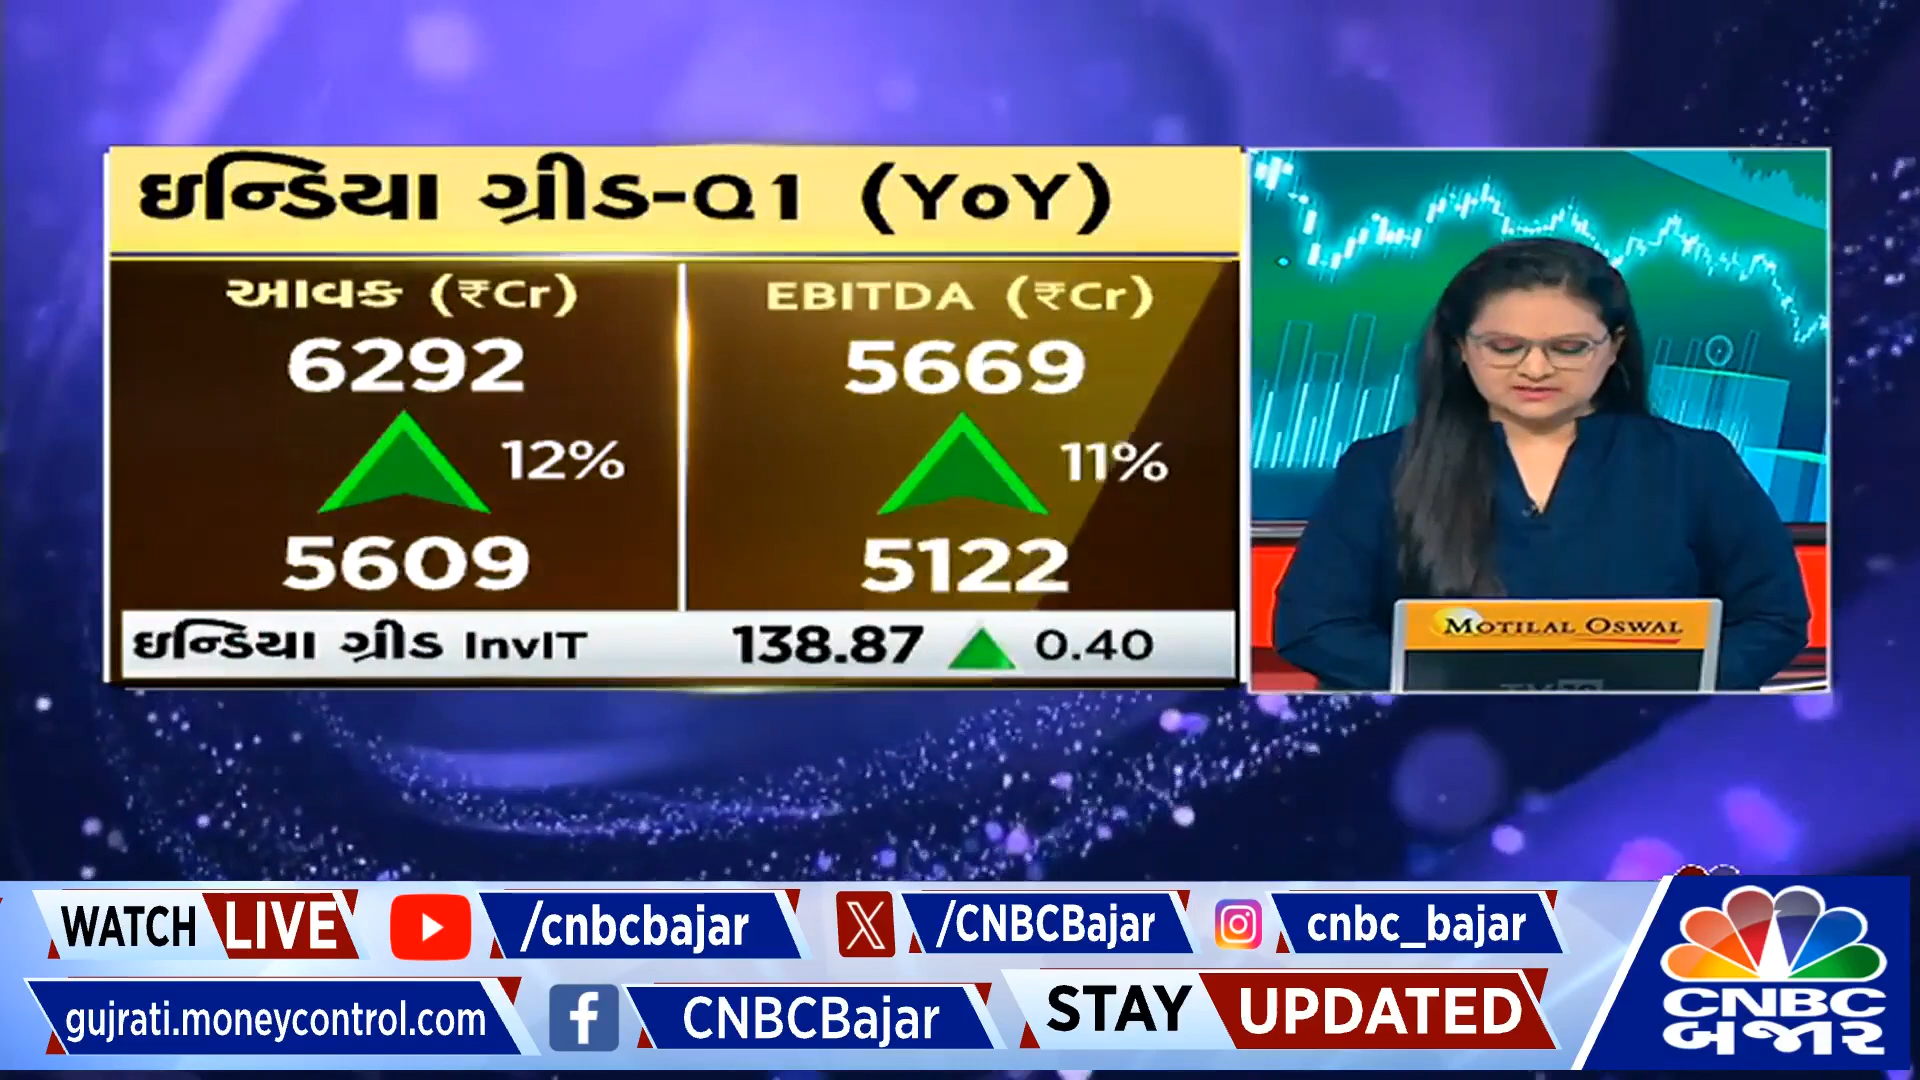 ઇન્ડિયા ગ્રીડ-Q1 (YoY)
આવક (₹Cr)
6292
12%
5609
EBITDA (₹Cr)
5669
11%
5122
ઇન્ડિયા ગ્રીડ InvIT 138.87 0.40
MOTILAL OSWAL
WATCH LIVE /cnbcbajar /CNBCBajar cnbc_bajar
gujrati.moneycontrol.com CNBCBajar STAY UPDATED
CNBC
બજાર